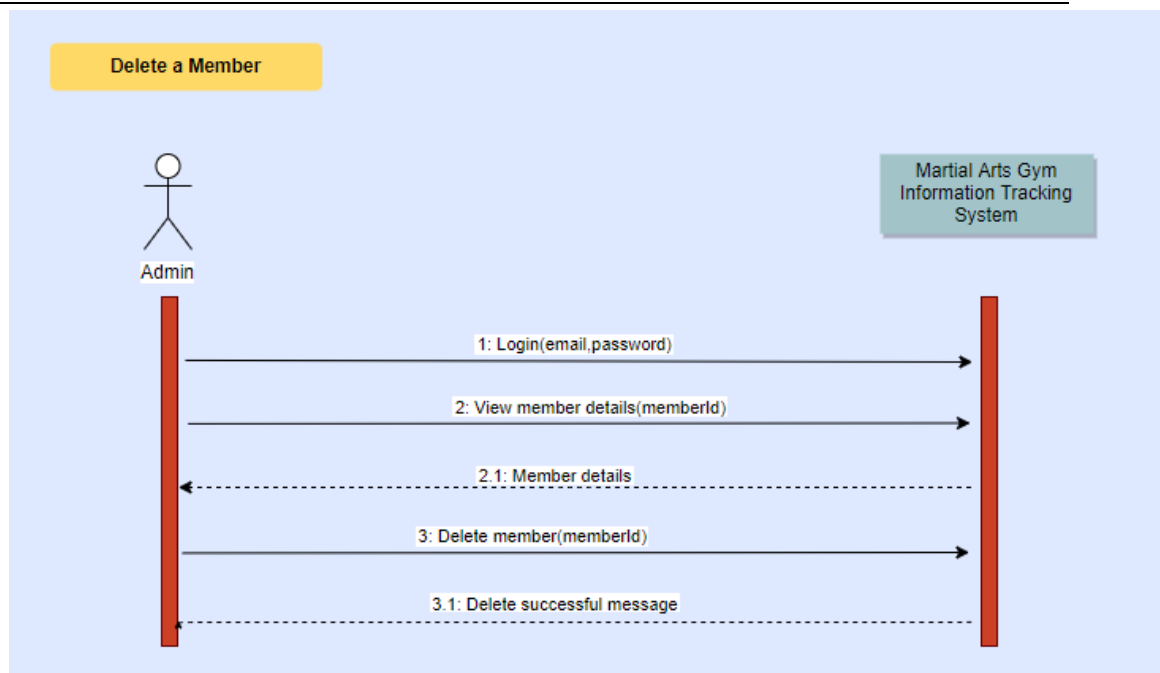 Delete a Member
Martial Arts Gym
Information Tracking
System
Admin
1: Login(email,password)
2: View member details(memberId)
2.1: Member details
3: Delete member(memberId)
3.1: Delete successful message